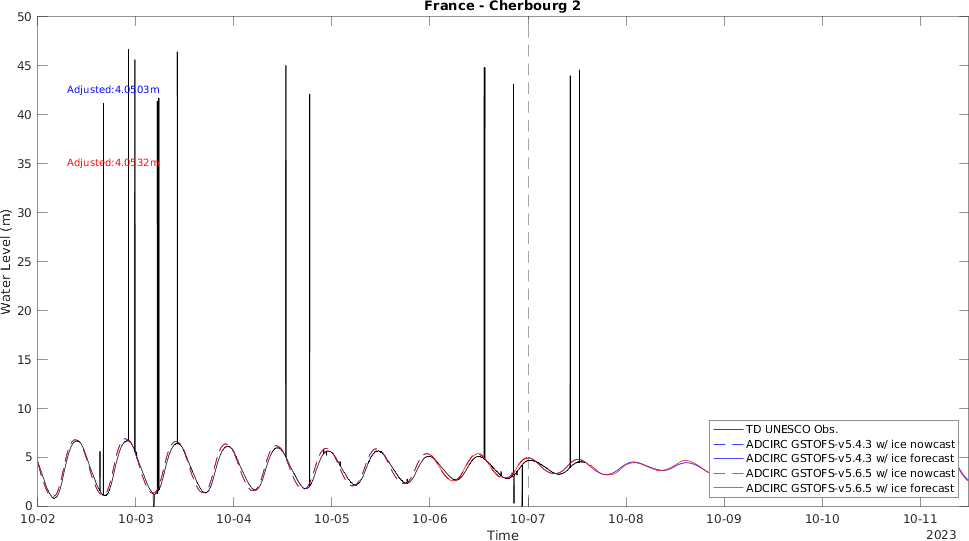 France - Cherbourg 2
50
45
40
35
30
25
20
15
10
5
0
Water Level (m)
Adjusted:4.0503m
Adjusted:4.0532m
TD UNESCO Obs.
ADCIRC GSTOFS-v5.4.3 w/ ice nowcast
ADCIRC GSTOFS-v5.4.3 w/ ice forecast
ADCIRC GSTOFS-v5.6.5 w/ ice nowcast
ADCIRC GSTOFS-v5.6.5 w/ ice forecast
10-02 10-03 10-04 10-05 10-06 10-07 10-08 10-09 10-10 10-11
Time
2023